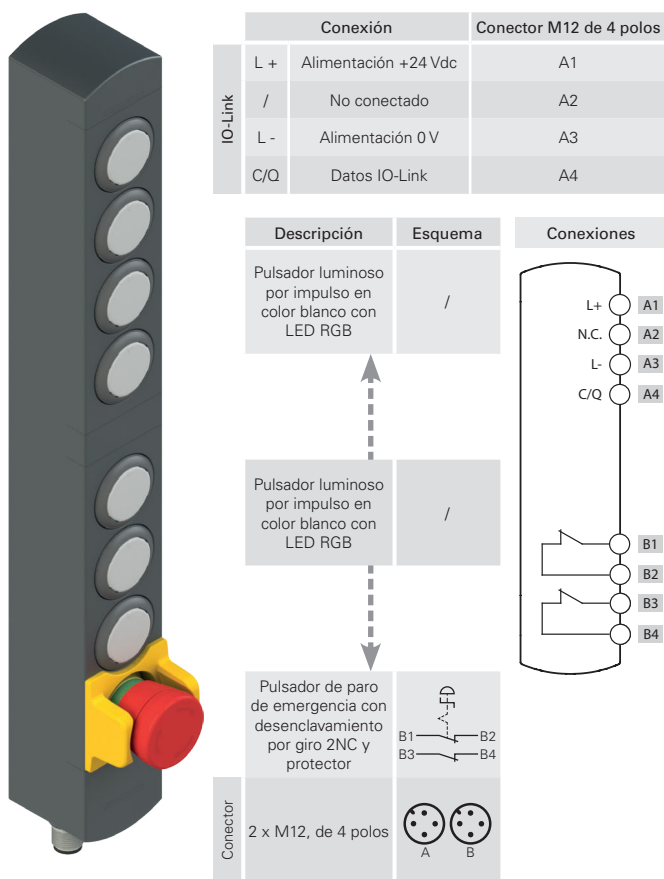 Conexión Conector M12 de 4 polos
IO-Link
L + Alimentación +24 Vdc A1
/ No conectado A2
L - Alimentación 0 V A3
C/Q Datos IO-Link A4
Descripción Esquema Conexiones
Pulsador luminoso
por impulso en
color blanco con
LED RGB
/
L+ A1
N.C. A2
L- A3
C/Q A4
Pulsador luminoso
por impulso en
color blanco con
LED RGB
/
B1
B2
B3
B4
Pulsador de paro
de emergencia con
desenclavamiento
por giro 2NC y
protector
B1 B2
B3 B4
Conector
2 x M12, de 4 polos
A B